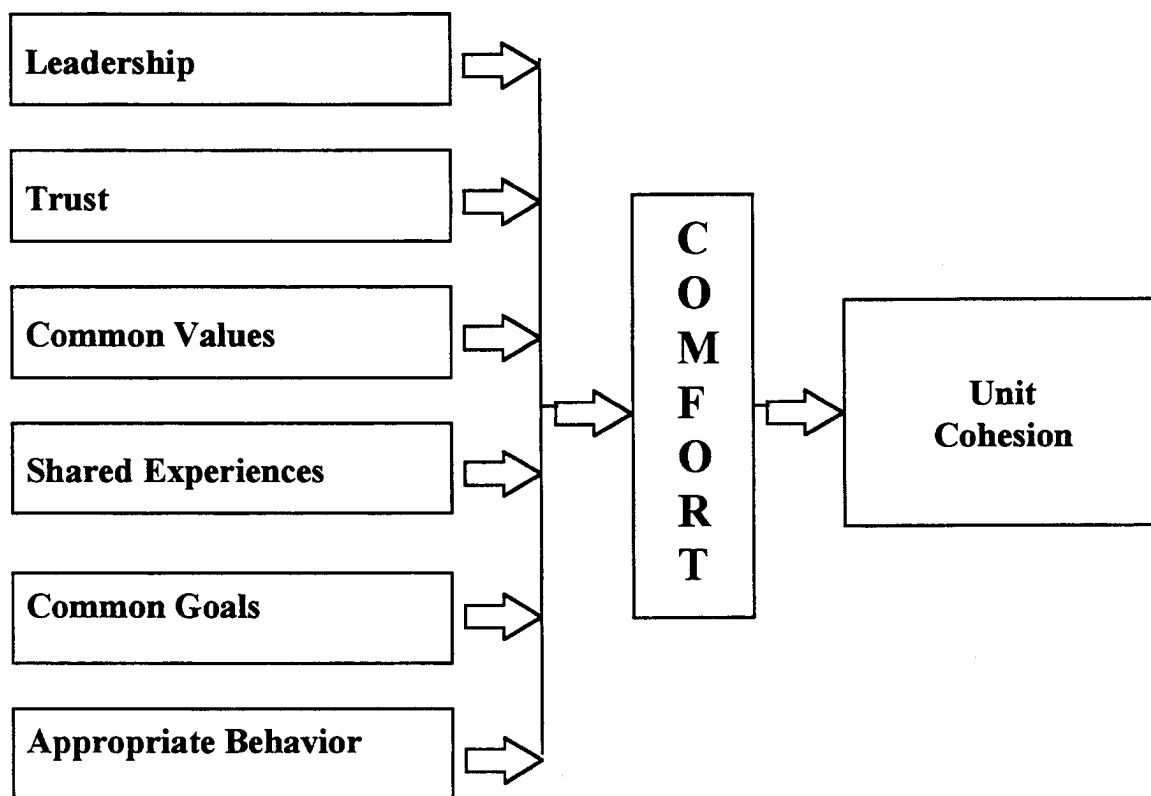 Leadership
Trust
Common Values
Shared Experiences
Common Goals
Appropriate Behavior
C
O
M
F
O
R
T
Unit
Cohesion